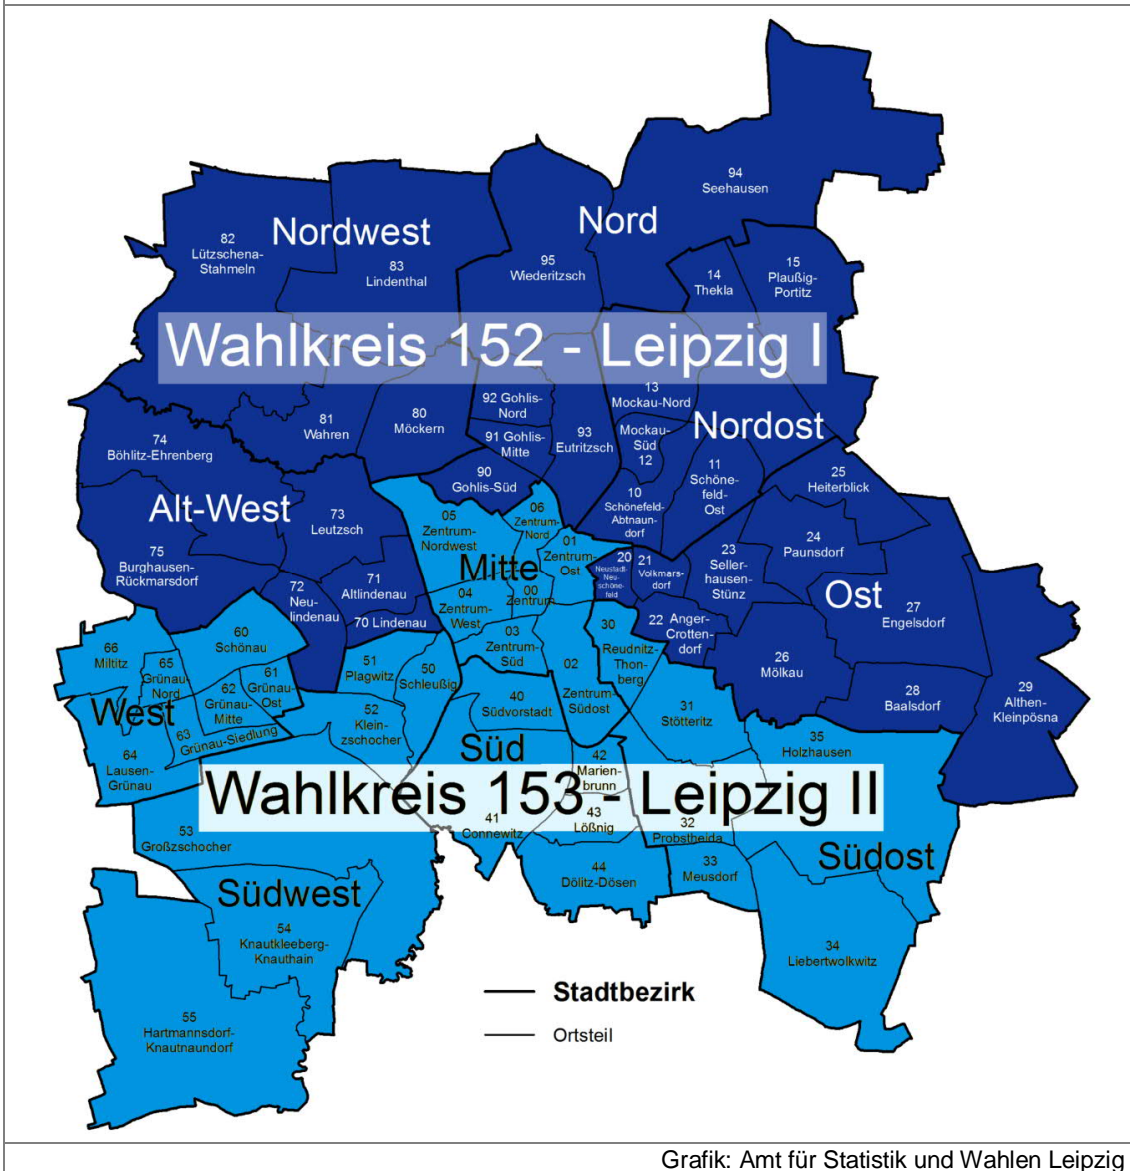 94
Seehausen
Nord
Nordwest
82
Lützschena-
Stahmeln
83
Lindenthal
95
Wiederitzsch
14
Thekla
15
Plaußig-
Portitz
Wahlkreis 152 - Leipzig I
13
Mockau-Nord
92 Gohlis-
Nord
80
Möckern
81
Wahren
91 Gohlis-
Mitte
93
Eutritzsch
Mockau-
Süd
12
Nordost
74
Böhlitz-Ehrenberg
90
Gohlis-Süd
11
Schöne-
feld-
Ost
25
Heiterblick
10
Schönefeld-
Abtnaun-
dorf
Alt-West
73
Leutzsch
05
Zentrum-
Nordwest
06
Zentrum-
Nord
01
Zentrum-
Ost
24
Paunsdorf
75
Burghausen-
Rückmarsdorf
Mitte
20
Neustadt-
Neu-
schöne-
feld
21
Volkmars-
dorf
23
Seller-
hausen-
Stünz
72
Neu-
lindenau
71
Altlindenau
70 Lindenau
04
Zentrum-
West
00
Zentrum
Ost
27
Engelsdorf
22 Anger-
Crotten-
dorf
60
Schönau
66
Miltitz
65
Grünau-
Nord
61
Grünau-
Ost
62
Grünau-
Mitte
51
Plagwitz
50
Schleußig
03
Zentrum-
Süd
02
Zentrum-
Südost
30
Reudnitz-
Thon-
berg
26
Mölkau
28
Baalsdorf
29
Althen-
Kleinpösna
West
63
Grünau-Siedlung
52
Klein-
zschocher
40
Südvorstadt
31
Stötteritz
35
Holzhausen
64
Lausen-
Grünau
Süd
42
Marien-
brunn
Wahlkreis 153 - Leipzig II
53
Großzschocher
41
Connewitz
43
Lößnig
32
Probstheida
Südost
44
Dölitz-Dösen
33
Meusdorf
Südwest
54
Knautkleeberg-
Knauthain
34
Liebertwolkwitz
55
Hartmannsdorf-
Knautnaundorf
Stadtbezirk
Ortsteil
Grafik: Amt für Statistik und Wahlen Leipzig